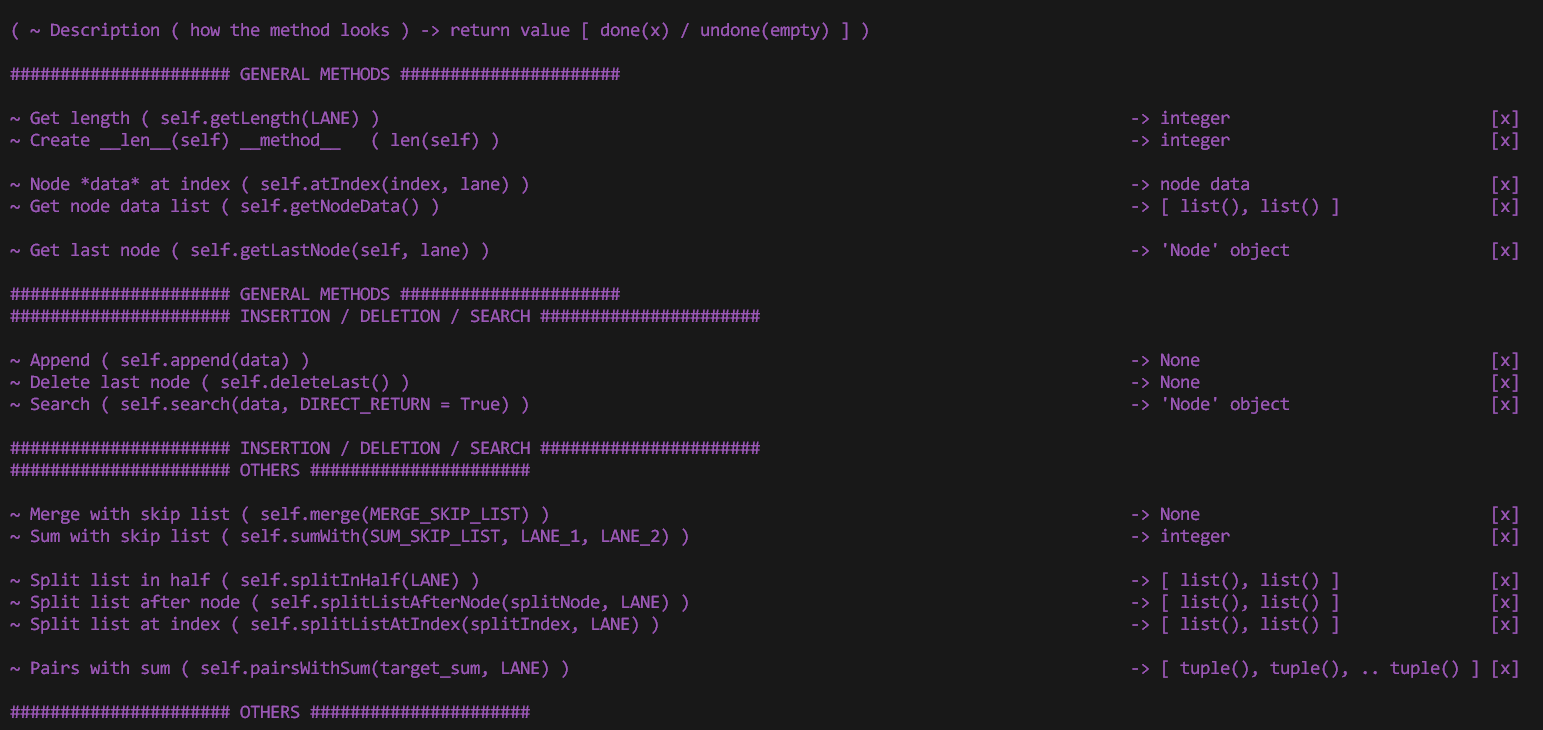 ( ~ Description ( how the method looks ) -> return value [ done(x) / undone(empty) ] )
###################### GENERAL METHODS ######################
~ Get length ( self.getLength(LANE) ) -> integer [x]
~ Create __len__(self) __method__ ( len(self) ) -> integer [x]
~ Node *data* at index ( self.atIndex(index, lane) ) -> node data [x]
~ Get node data list ( self.getNodeData() ) -> [ list(), list() ] [x]
~ Get last node ( self.getLastNode(self, lane) ) -> 'Node' object [x]
###################### GENERAL METHODS ######################
###################### INSERTION / DELETION / SEARCH ######################
~ Append ( self.append(data) ) -> None [x]
~ Delete last node ( self.deleteLast() ) -> None [x]
~ Search ( self.search(data, DIRECT_RETURN = True) ) -> 'Node' object [x]
###################### INSERTION / DELETION / SEARCH ######################
###################### OTHERS ######################
~ Merge with skip list ( self.merge(MERGE_SKIP_LIST) ) -> None [x]
~ Sum with skip list ( self.sumWith(SUM_SKIP_LIST, LANE_1, LANE_2) ) -> integer [x]
~ Split list in half ( self.splitInHalf(LANE) ) -> [ list(), list() ] [x]
~ Split list after node ( self.splitListAfterNode(splitNode, LANE) ) -> [ list(), list() ] [x]
~ Split list at index ( self.splitListAtIndex(splitIndex, LANE) ) -> [ list(), list() ] [x]
~ Pairs with sum ( self.pairsWithSum(target_sum, LANE) ) -> [ tuple(), tuple(), .. tuple() ] [x]
###################### OTHERS ######################